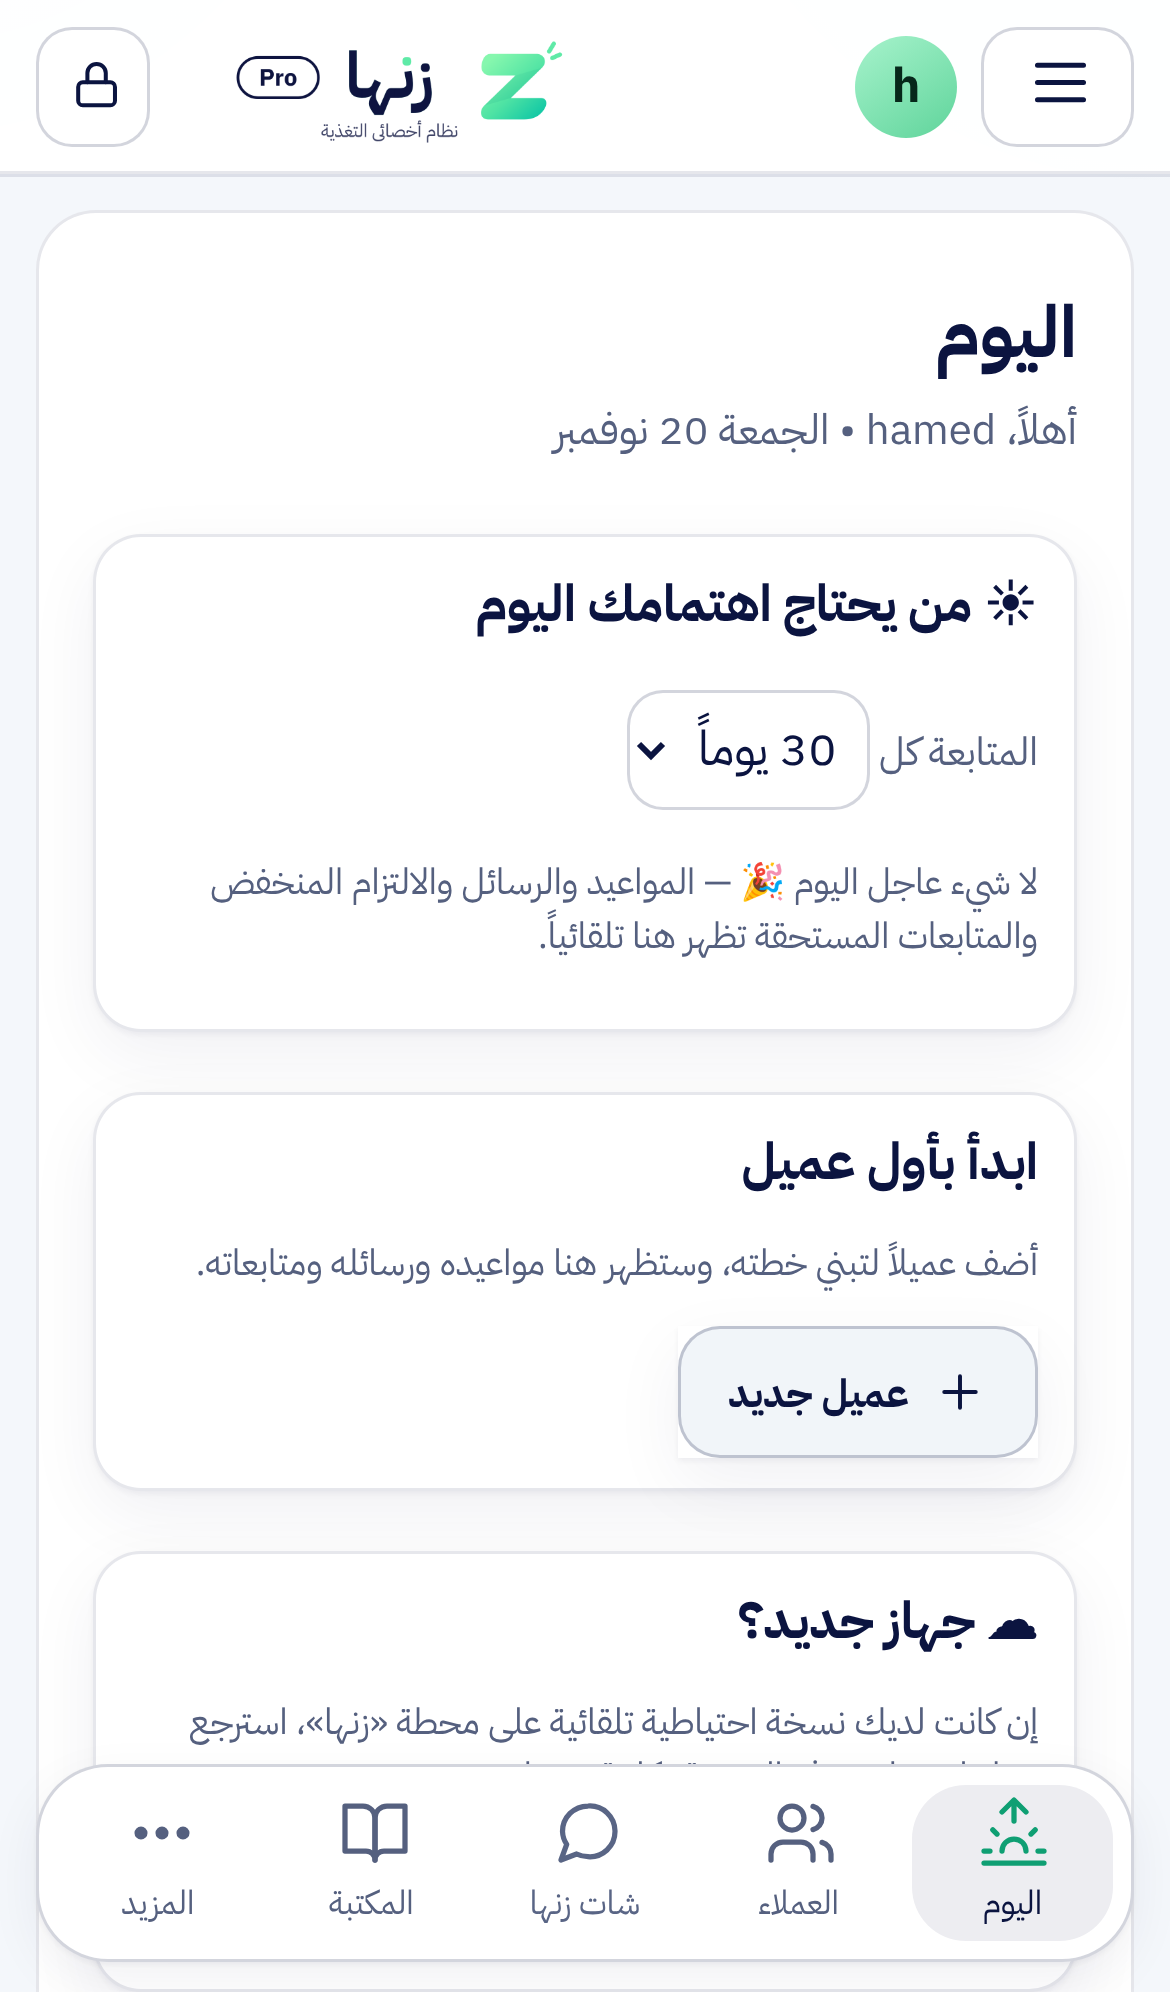 h
زنها
Pro
نظام أخصائي التغذية
اليوم
أهلاً، hamed • الجمعة 20 نوفمبر
☀ من يحتاج اهتمامك اليوم
المتابعة كل
30 يوماً
لا شيء عاجل اليوم 🎉 — المواعيد والرسائل والالتزام المنخفض
والمتابعات المستحقة تظهر هنا تلقائياً.
ابدأ بأول عميل
أضف عميلاً لتبني خطته، وستظهر هنا مواعيده ورسائله ومتابعاته.
عميل جديد
☁ جهاز جديد؟
إن كانت لديك نسخة احتياطية تلقائية على محطة «زنها»، استرجع
اليوم
العملاء
شات زنها
المكتبة
المزيد